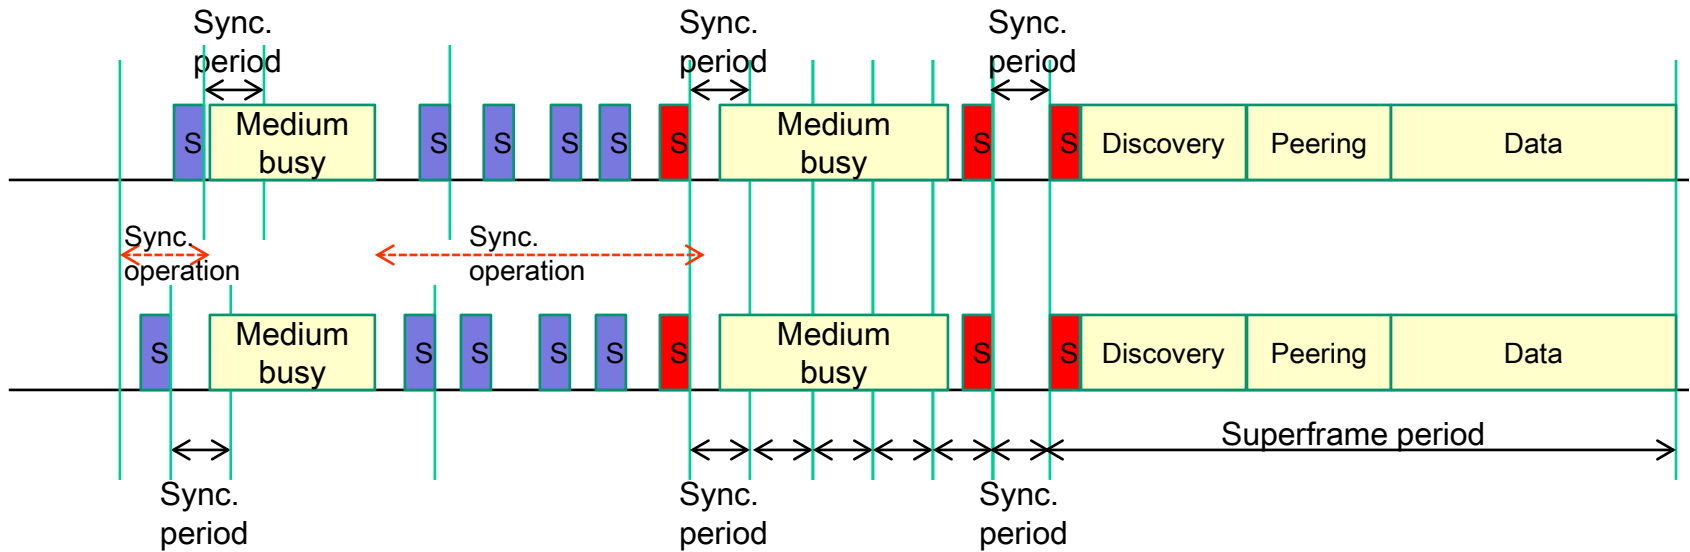 Sync.
period
Sync.
period
Sync.
period
S
Medium
busy
S
S
S
S
S
Medium
busy
S
S
Discovery
Peering
Data
Sync.
operation
Sync.
operation
S
Medium
busy
S
S
S
S
S
Medium
busy
S
S
Discovery
Peering
Data
Superframe period
Sync.
period
Sync.
period
Sync.
period